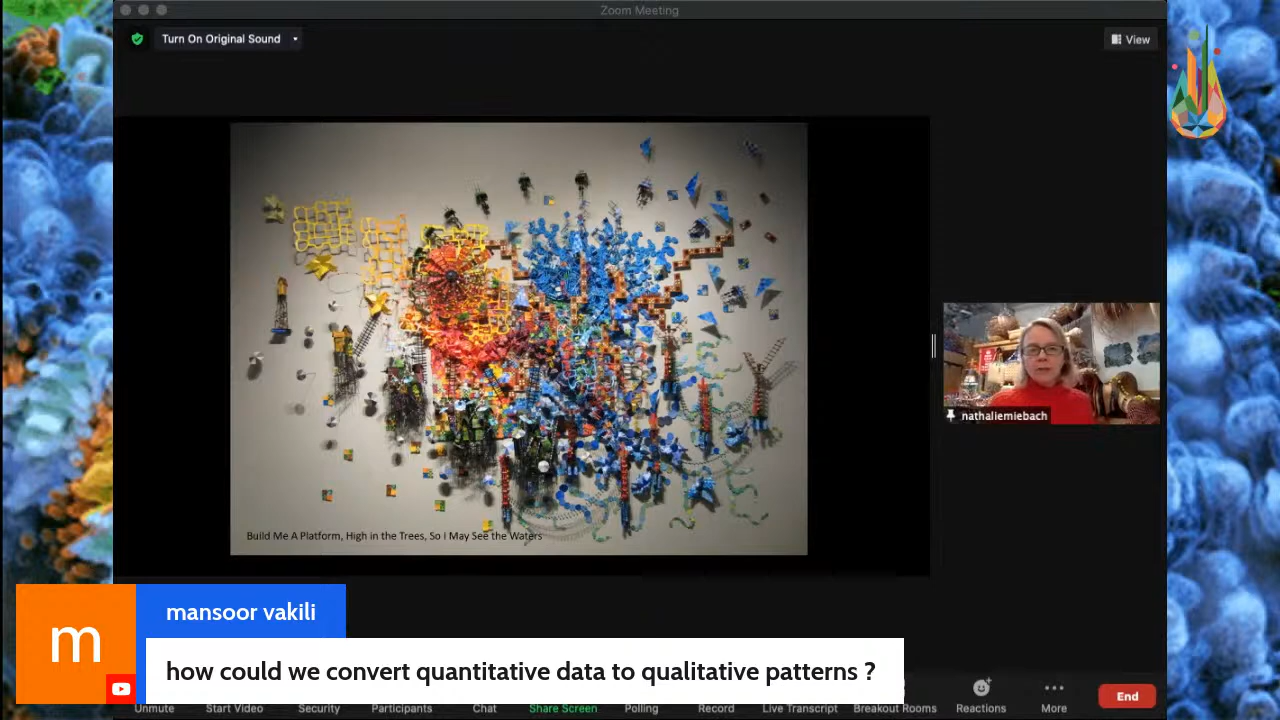 Zoom Meeting
Turn On Original Sound
View
Build Me A Platform, High in the Trees, So I May See the Waters
nathaliemiebach
m
mansoor vakili
how could we convert quantitative data to qualitative patterns ?
Unmute
Start Video
Security
Participants
Chat
Share Screen
Polling
Record
Live Transcript
Breakout Rooms
Reactions
More
End